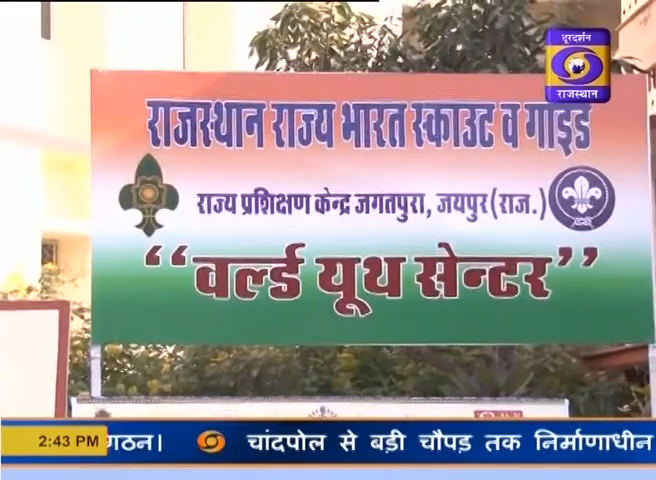 दूरदर्शन
राजस्थान
राजस्थान राज्य भारत स्काउट व गाइड
राज्य प्रशिक्षण केन्द्र जगतपुरा, जयपुर(राज.)
“वर्ल्ड यूथ सेन्टर”
2:43 PM गठन। चांदपोल से बड़ी चौपड़ तक निर्माणाधीन